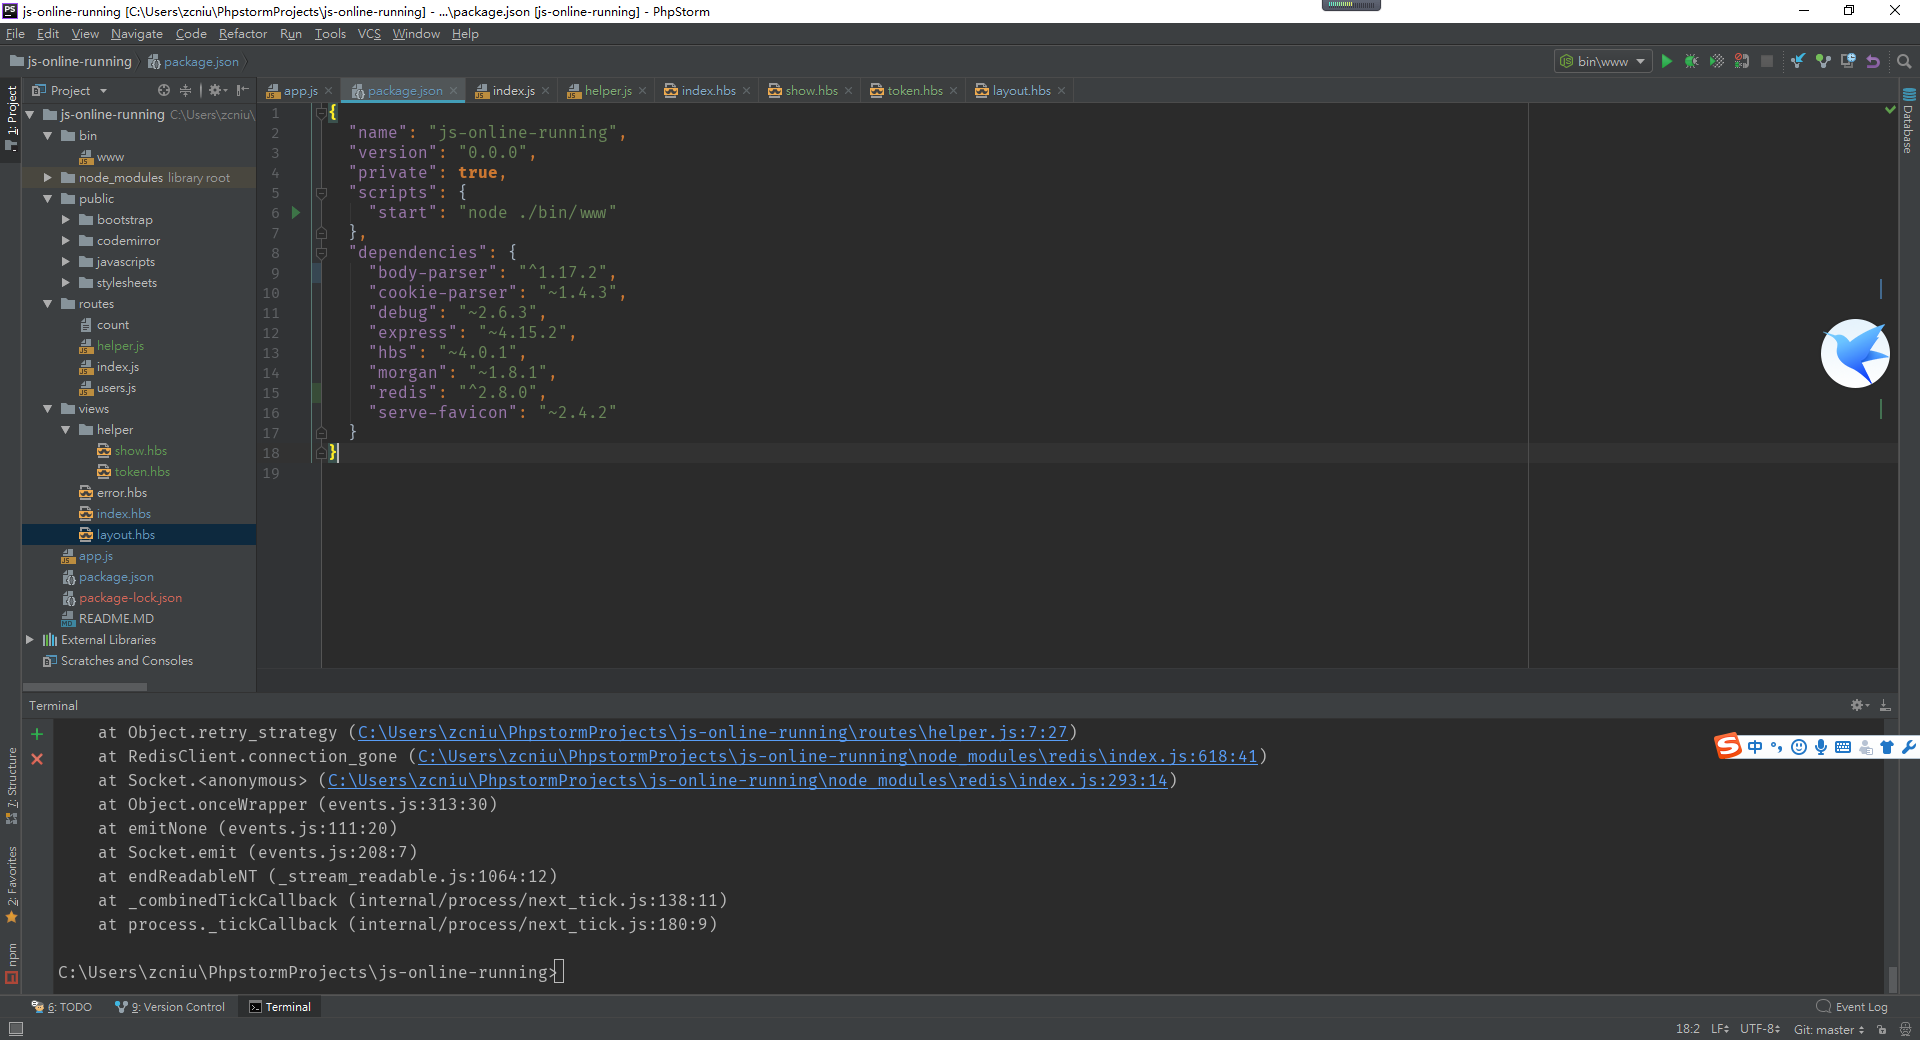 js-online-running [C:\Users\zcniu\PhpstormProjects\js-online-running] - ...\package.json [js-online-running] - PhpStorm
File Edit View Navigate Code Refactor Run Tools VCS Window Help
js-online-running package.json bin\www
Project app.js package.json index.js helper.js index.hbs show.hbs token.hbs layout.hbs
1: Project
js-online-running C:\Users\zcniu\
bin
www
node_modules library root
public
bootstrap
codemirror
javascripts
stylesheets
routes
count
helper.js
index.js
users.js
views
helper
show.hbs
token.hbs
error.hbs
index.hbs
layout.hbs
app.js
package.json
package-lock.json
README.MD
External Libraries
Scratches and Consoles
1 {
2 "name": "js-online-running",
3 "version": "0.0.0",
4 "private": true,
5 "scripts": {
6 "start": "node ./bin/www"
7 },
8 "dependencies": {
9 "body-parser": "^1.17.2",
10 "cookie-parser": "~1.4.3",
11 "debug": "~2.6.3",
12 "express": "~4.15.2",
13 "hbs": "~4.0.1",
14 "morgan": "~1.8.1",
15 "redis": "^2.8.0",
16 "serve-favicon": "~2.4.2"
17 }
18 }
19
Database
Terminal
at Object.retry_strategy (C:\Users\zcniu\PhpstormProjects\js-online-running\routes\helper.js:7:27)
at RedisClient.connection_gone (C:\Users\zcniu\PhpstormProjects\js-online-running\node_modules\redis\index.js:618:41)
at Socket.<anonymous> (C:\Users\zcniu\PhpstormProjects\js-online-running\node_modules\redis\index.js:293:14)
at Object.onceWrapper (events.js:313:30)
at emitNone (events.js:111:20)
at Socket.emit (events.js:208:7)
at endReadableNT (_stream_readable.js:1064:12)
at _combinedTickCallback (internal/process/next_tick.js:138:11)
at process._tickCallback (internal/process/next_tick.js:180:9)
C:\Users\zcniu\PhpstormProjects\js-online-running>
中
7: Structure
2: Favorites
npm
6: TODO 9: Version Control Terminal Event Log
18:2 LF UTF-8 Git: master